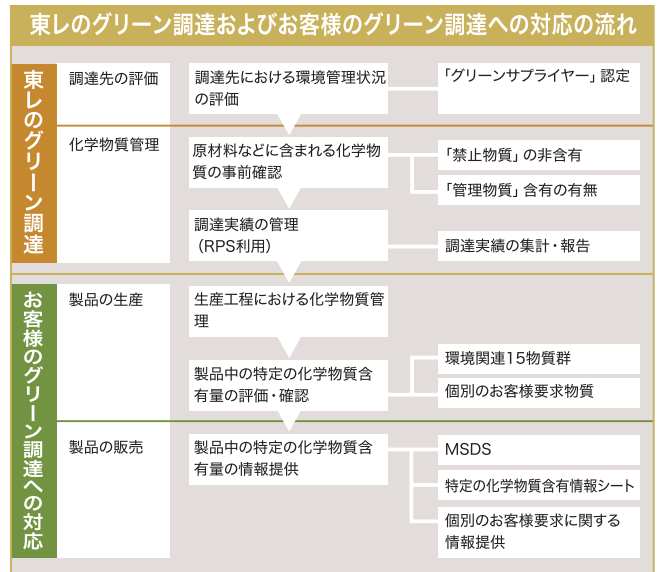 東レのグリーン調達およびお客様のグリーン調達への対応の流れ
東レのグリーン調達
調達先の評価
調達先における環境管理状況
の評価
「グリーンサプライヤー」認定
化学物質管理
原材料などに含まれる化学物
質の事前確認
「禁止物質」の非含有
「管理物質」含有の有無
調達実績の管理
（RPS利用）
調達実績の集計・報告
お客様のグリーン調達への対応
製品の生産
生産工程における化学物質管
理
製品中の特定の化学物質含
有量の評価・確認
環境関連15物質群
個別のお客様要求物質
製品の販売
製品中の特定の化学物質含
有量の情報提供
MSDS
特定の化学物質含有情報シート
個別のお客様要求に関する
情報提供